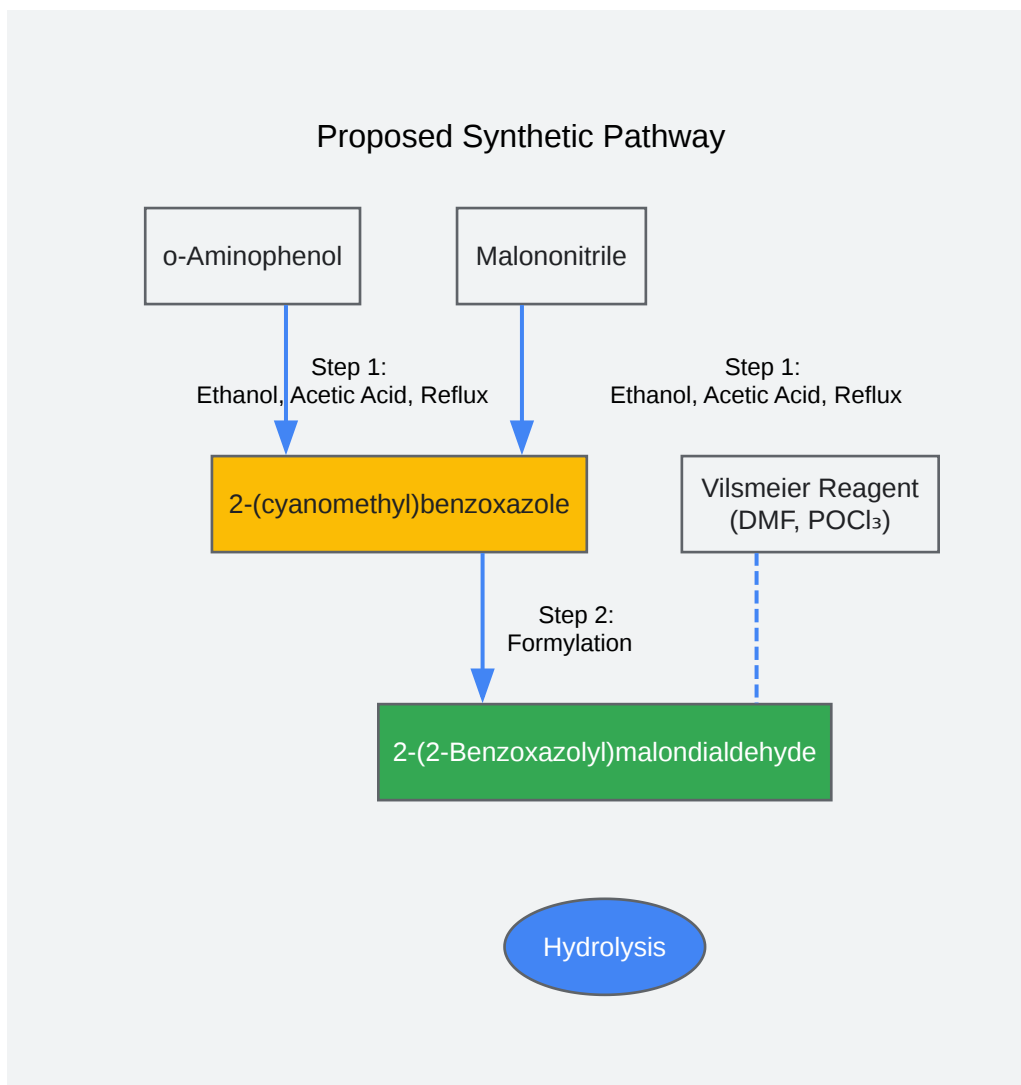 Proposed Synthetic Pathway
o-Aminophenol
Malononitrile
Step 1:
Ethanol, Acetic Acid, Reflux
Step 1:
Ethanol, Acetic Acid, Reflux
2-(cyanomethyl)benzoxazole
Vilsmeier Reagent
(DMF, POCl₃)
Step 2:
Formylation
2-(2-Benzoxazolyl)malondialdehyde
Hydrolysis